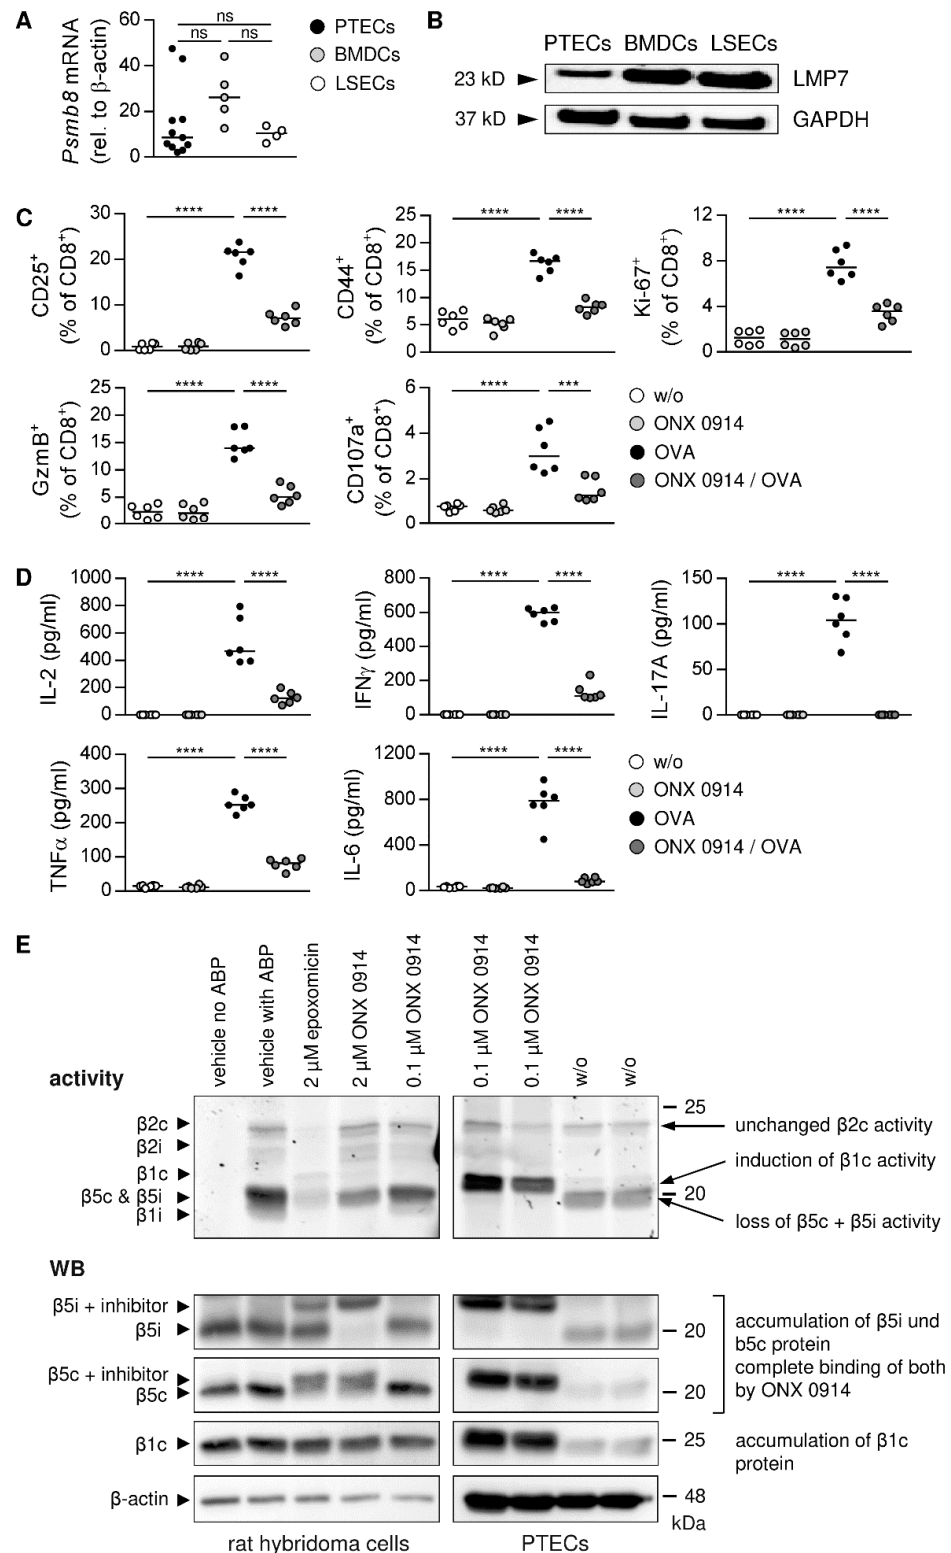 A
Psmb8 mRNA
(rel. to β-actin)
60
40
20
0
ns
ns
ns
PTECs
BMDCs
LSECs
B
PTECs BMDCs LSECs
23 kD
LMP7
37 kD
GAPDH
C
CD25⁺
(% of CD8⁺)
30
20
10
0
****
****
CD44⁺
(% of CD8⁺)
25
20
15
10
5
0
****
****
Ki-67⁺
(% of CD8⁺)
12
8
4
0
****
****
GzmB⁺
(% of CD8⁺)
25
20
15
10
5
0
****
****
CD107a⁺
(% of CD8⁺)
6
4
2
0
****
***
w/o
ONX 0914
OVA
ONX 0914 / OVA
D
IL-2 (pg/ml)
1000
800
600
400
200
0
****
****
IFNγ (pg/ml)
800
600
400
200
0
****
****
IL-17A (pg/ml)
150
100
50
0
****
****
TNFα (pg/ml)
400
300
200
100
0
****
****
IL-6 (pg/ml)
1200
800
400
0
****
****
w/o
ONX 0914
OVA
ONX 0914 / OVA
E
vehicle no ABP
vehicle with ABP
2 µM epoxomicin
2 µM ONX 0914
0.1 µM ONX 0914
0.1 µM ONX 0914
0.1 µM ONX 0914
w/o
w/o
activity
β2c
β2i
β1c
β5c & β5i
β1i
25
20
unchanged β2c activity
induction of β1c activity
loss of β5c + β5i activity
WB
β5i + inhibitor
β5i
20
β5c + inhibitor
β5c
20
accumulation of β5i und
b5c protein
complete binding of both
by ONX 0914
β1c
25
accumulation of β1c
protein
β-actin
48
kDa
rat hybridoma cells
PTECs